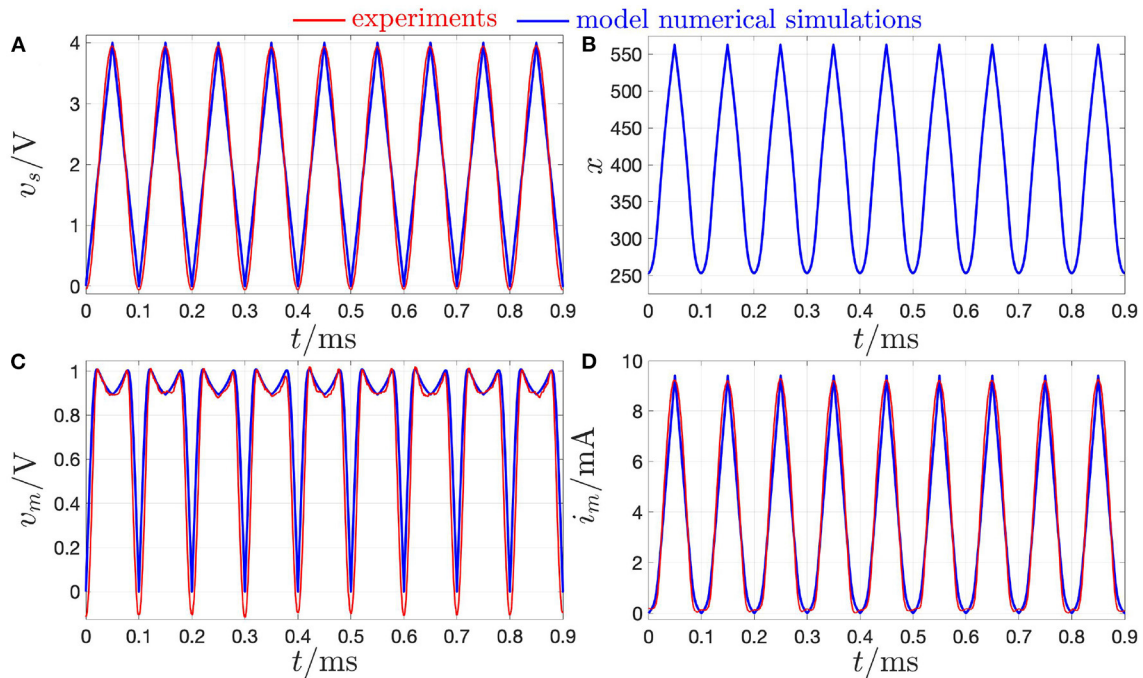 experiments model numerical simulations
A
v_s/V
4
3
2
1
0
0 0.1 0.2 0.3 0.4 0.5 0.6 0.7 0.8 0.9
t/ms
B
x
550
500
450
400
350
300
250
0 0.1 0.2 0.3 0.4 0.5 0.6 0.7 0.8 0.9
t/ms
C
v_m/V
1
0.8
0.6
0.4
0.2
0
0 0.1 0.2 0.3 0.4 0.5 0.6 0.7 0.8 0.9
t/ms
D
i_m/mA
10
8
6
4
2
0
0 0.1 0.2 0.3 0.4 0.5 0.6 0.7 0.8 0.9
t/ms